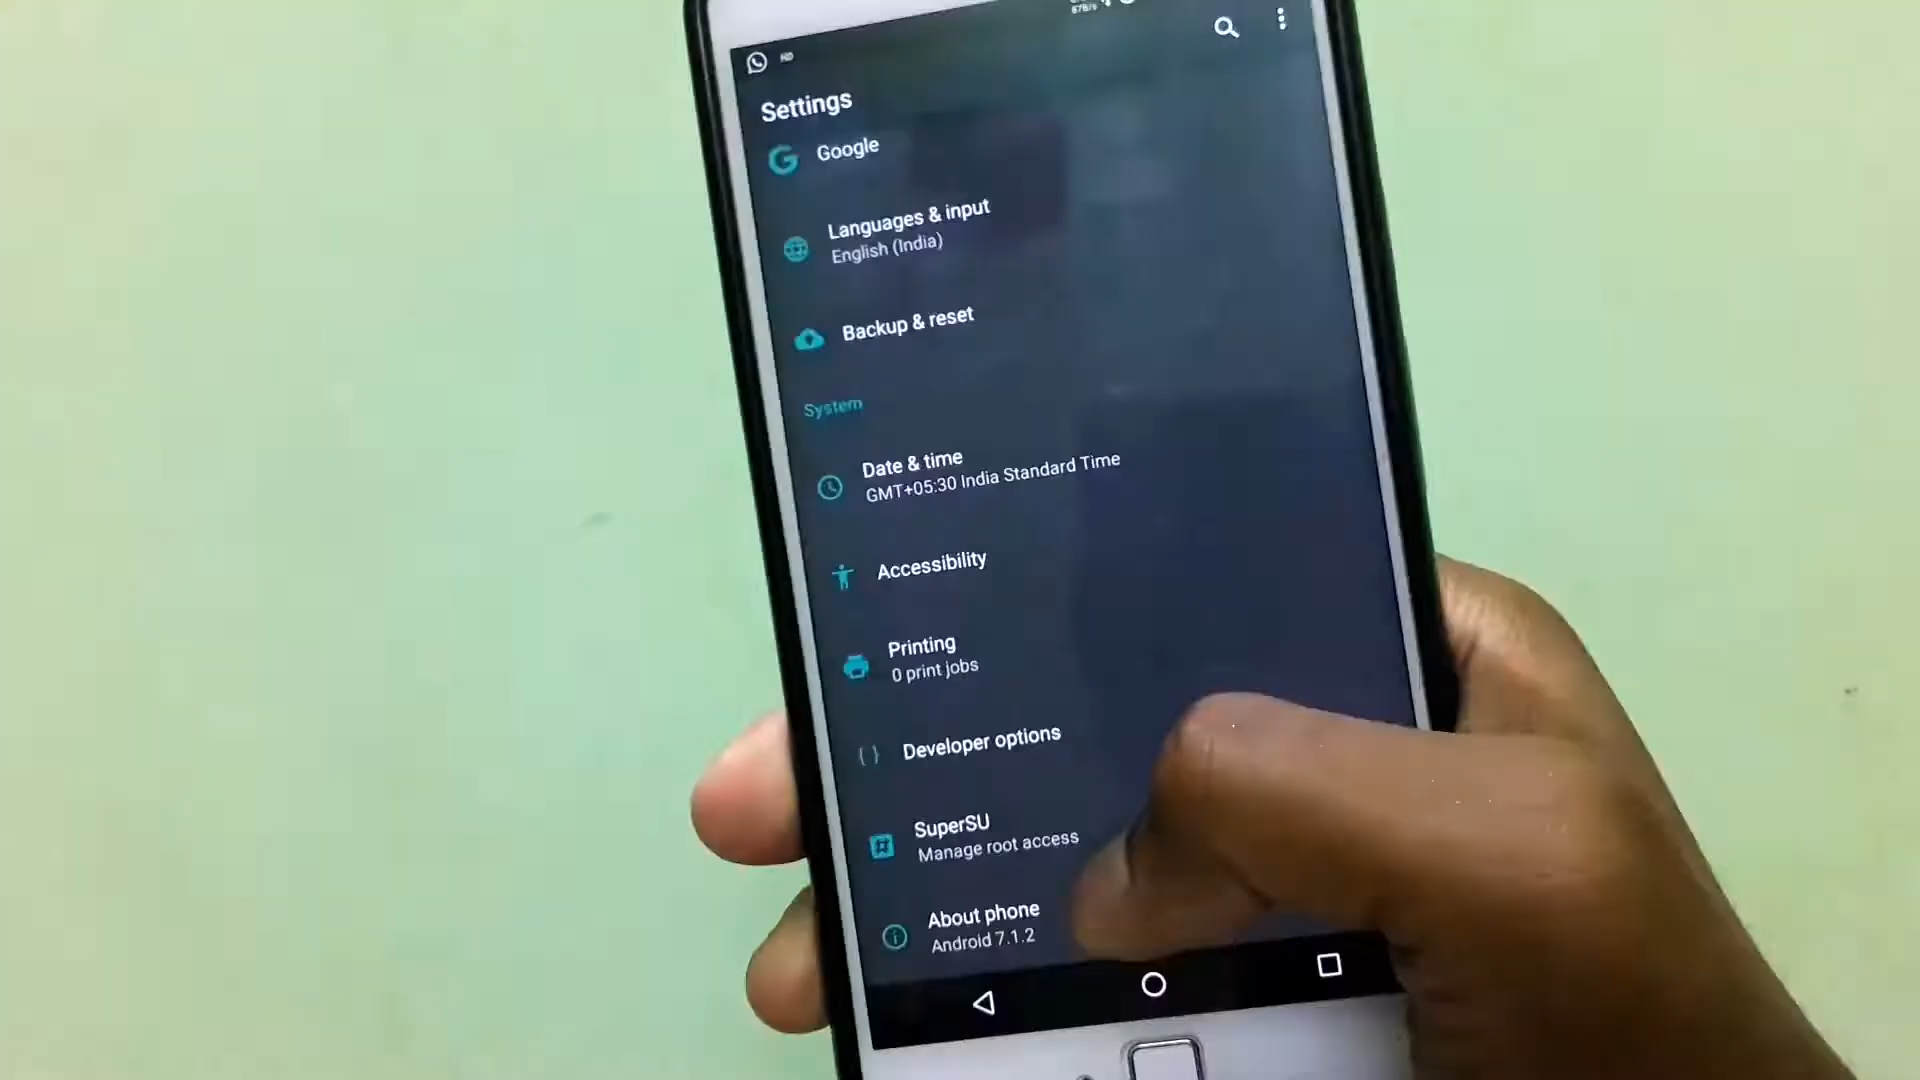 HD
Settings
Google
Languages & input
English (India)
Backup & reset
System
Date & time
GMT+05:30 India Standard Time
Accessibility
Printing
0 print jobs
Developer options
SuperSU
Manage root access
About phone
Android 7.1.2